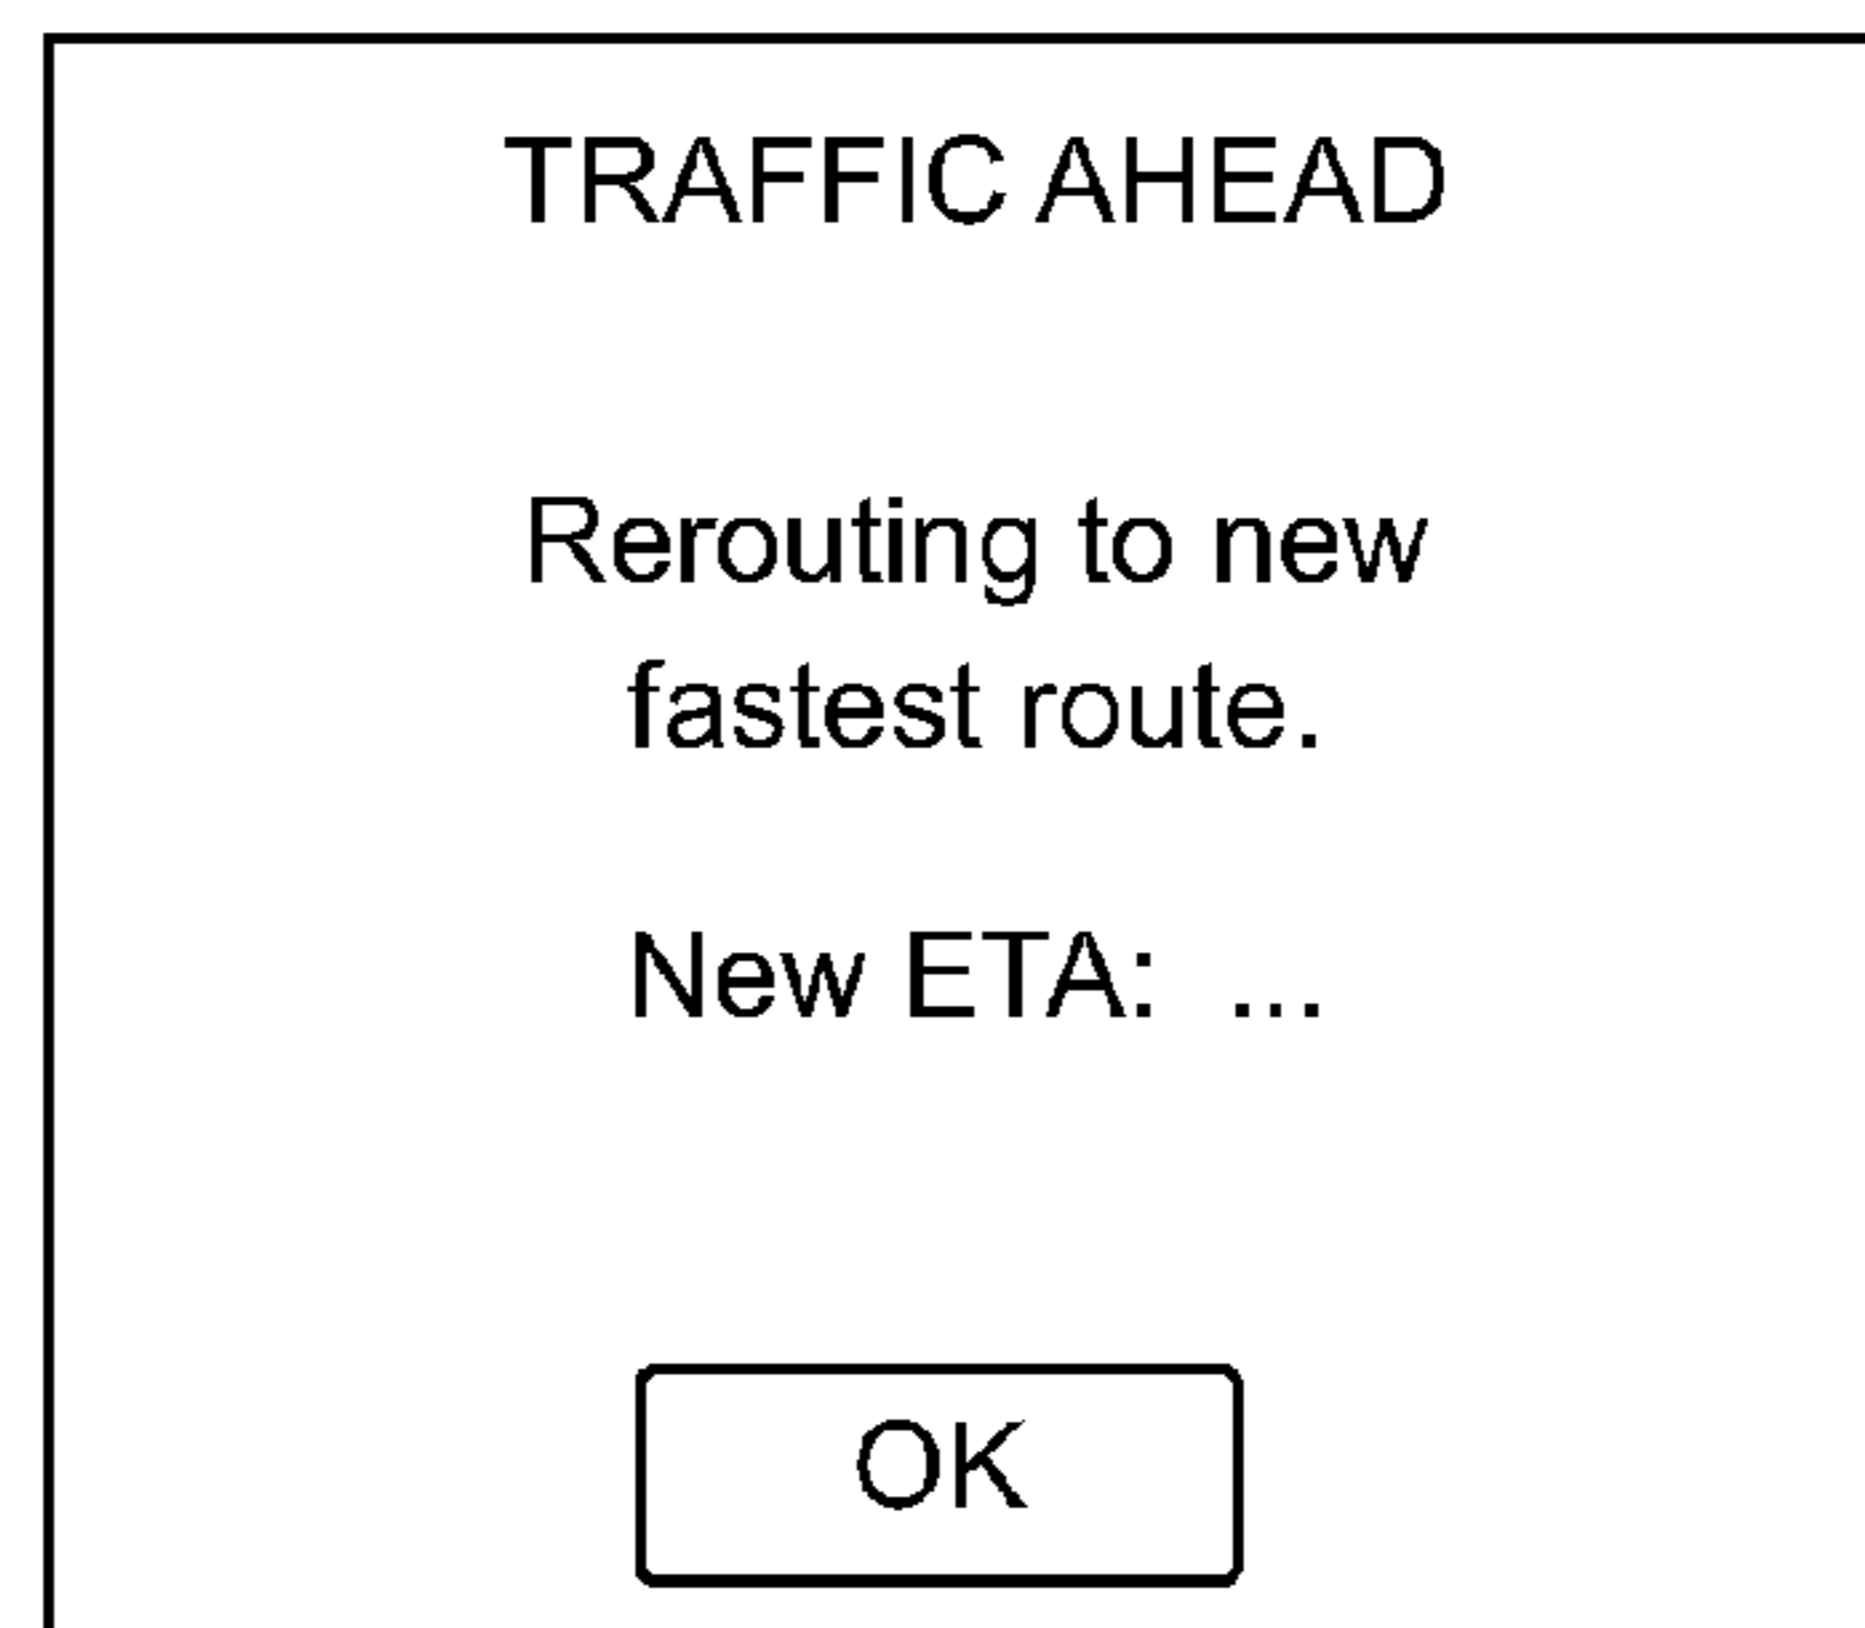 TRAFFIC AHEAD
Rerouting to new
fastest route.
New ETA: ...
OK